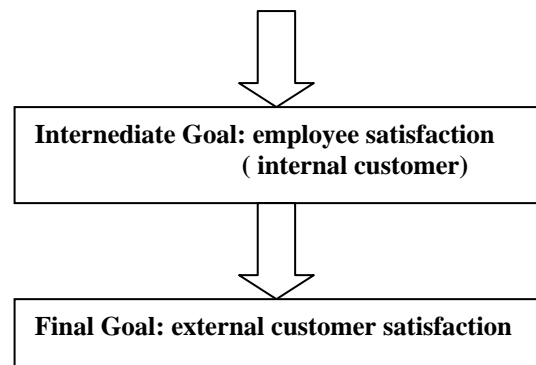 Internediate Goal: employee satisfaction
( internal customer)
Final Goal: external customer satisfaction